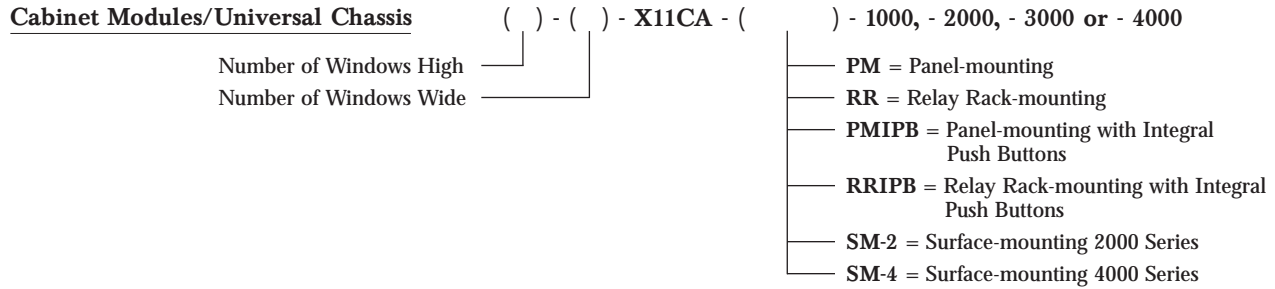 Cabinet Modules/Universal Chassis ( ) - ( ) - X11CA - ( ) - 1000, - 2000, - 3000 or - 4000
Number of Windows High
Number of Windows Wide
PM = Panel-mounting
RR = Relay Rack-mounting
PMIPB = Panel-mounting with Integral
Push Buttons
RRIPB = Relay Rack-mounting with Integral
Push Buttons
SM-2 = Surface-mounting 2000 Series
SM-4 = Surface-mounting 4000 Series